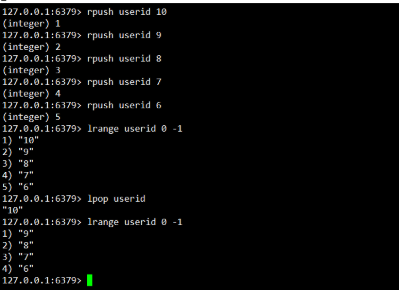 127.0.0.1:6379> rpush userid 10
(integer) 1
127.0.0.1:6379> rpush userid 9
(integer) 2
127.0.0.1:6379> rpush userid 8
(integer) 3
127.0.0.1:6379> rpush userid 7
(integer) 4
127.0.0.1:6379> rpush userid 6
(integer) 5
127.0.0.1:6379> lrange userid 0 -1
1) "10"
2) "9"
3) "8"
4) "7"
5) "6"
127.0.0.1:6379> lpop userid
"10"
127.0.0.1:6379> lrange userid 0 -1
1) "9"
2) "8"
3) "7"
4) "6"
127.0.0.1:6379>